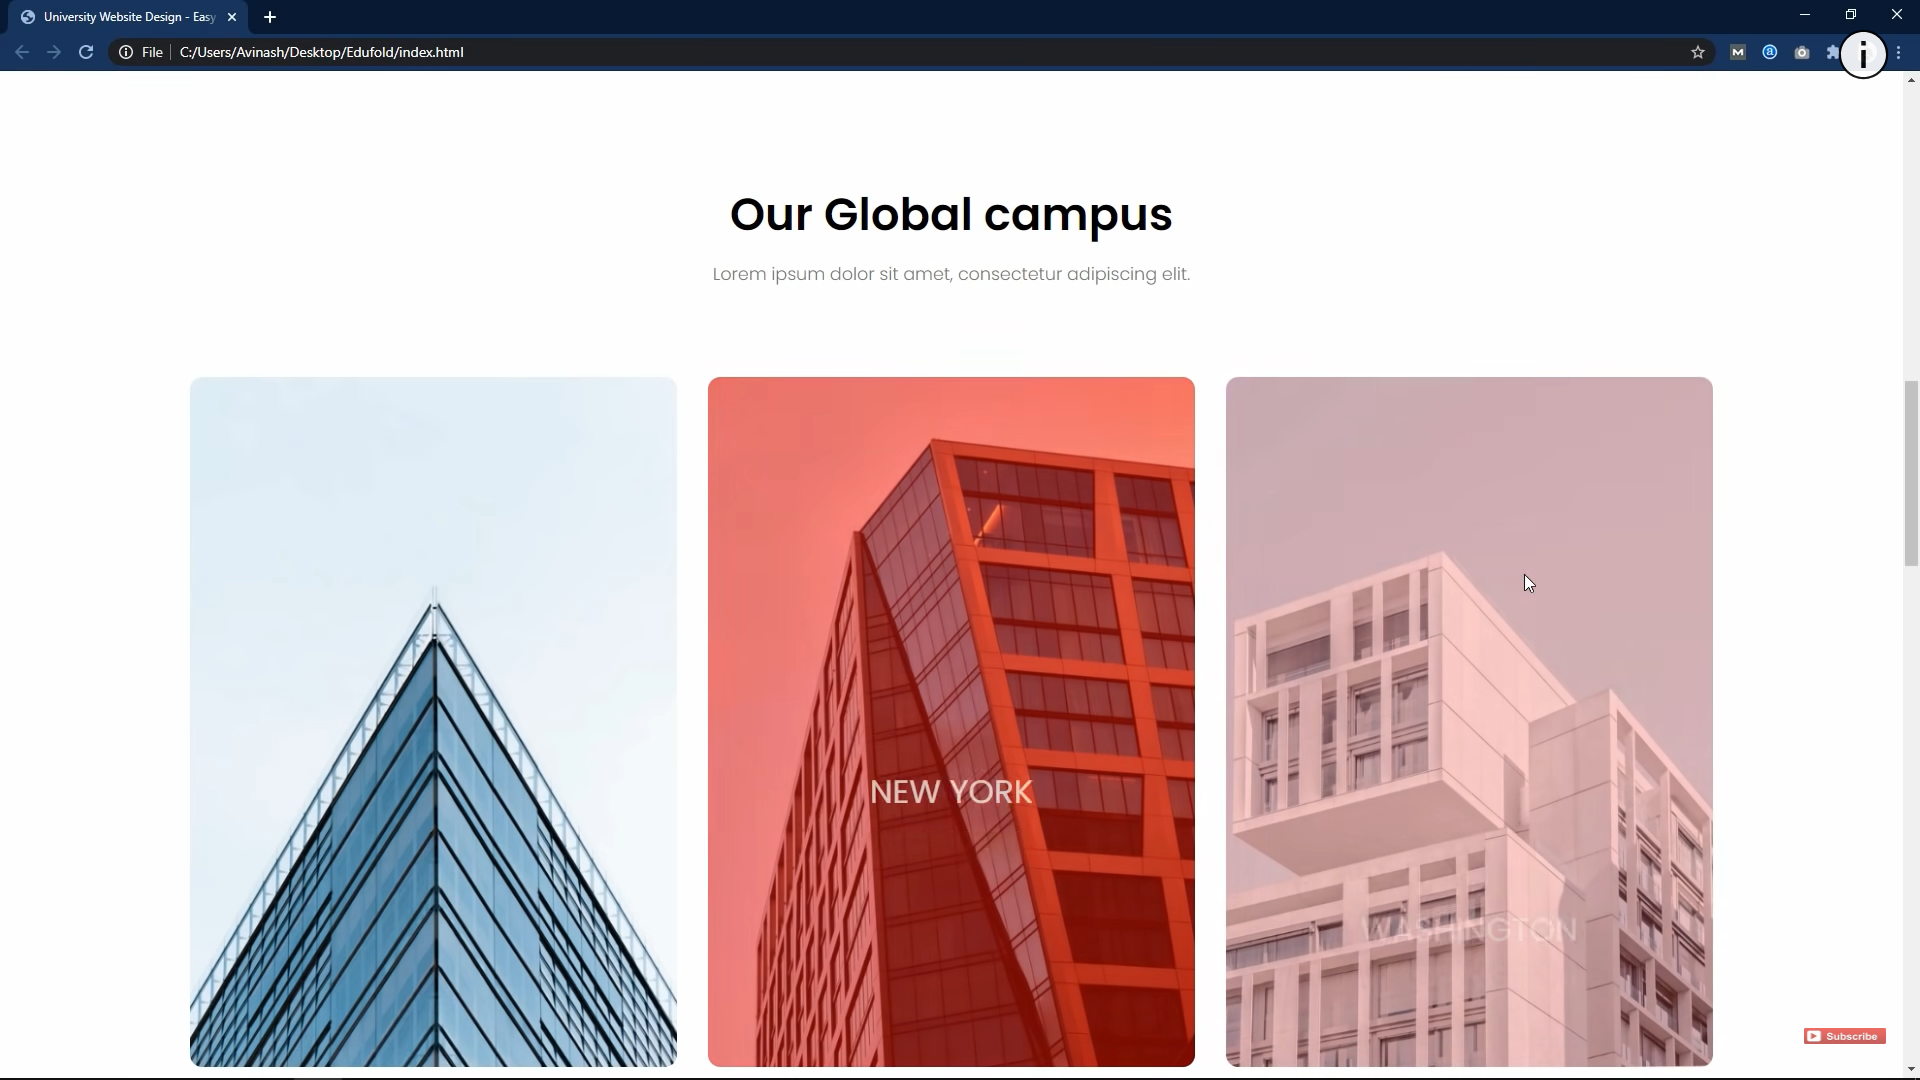 University Website Design - Easy
File
C:/Users/Avinash/Desktop/Edufold/index.html
Our Global campus
Lorem ipsum dolor sit amet, consectetur adipiscing elit.
NEW YORK
WASHINGTON
Subscribe